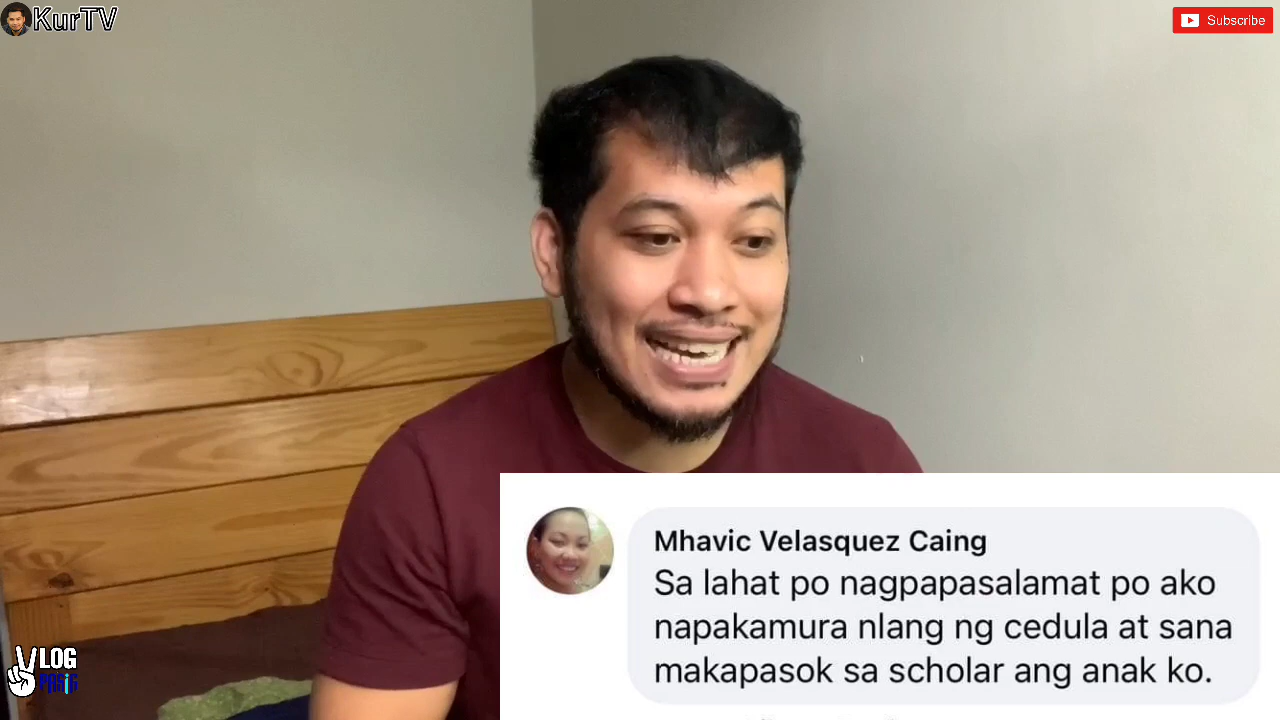 KurTV
Subscribe
Mhavic Velasquez Caing
Sa lahat po nagpapasalamat po ako
napakamura nlang ng cedula at sana
makapasok sa scholar ang anak ko.
VLOG
PASIG